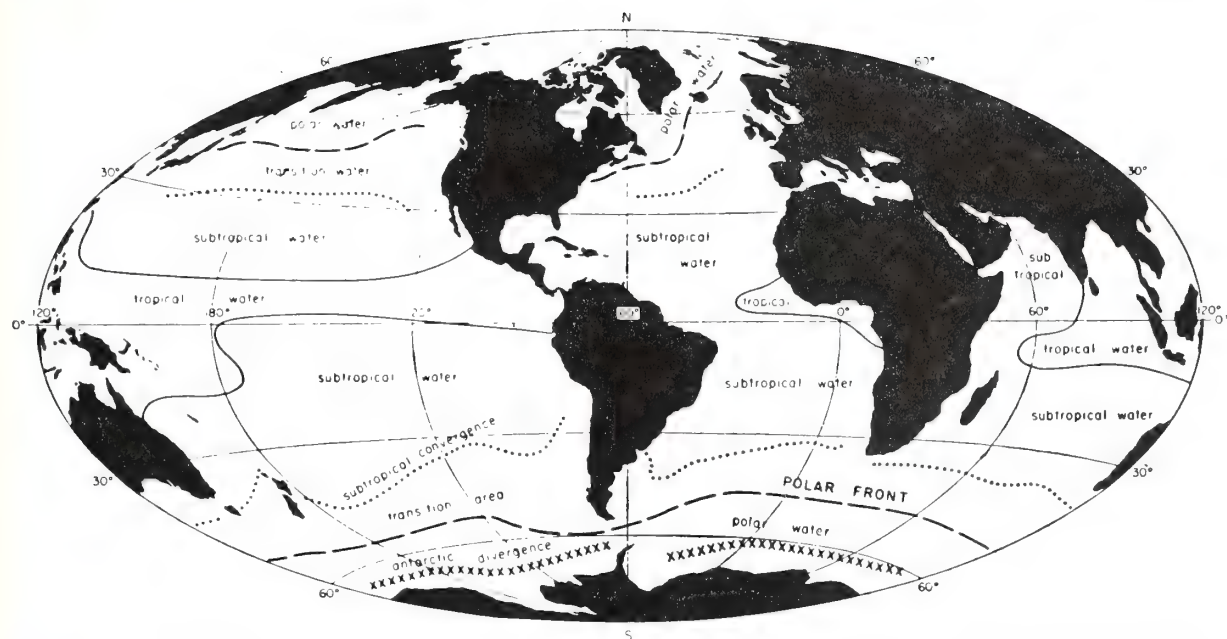 N
60°
60°
polar water
polar water
transition water
30°
30°
subtropical water
subtropical
water
sub
tropical
tropical water
tropical
0°
120°
0°
60°
120°
0°
tropical water
subtropical water
subtropical water
subtropical water
subtropical convergence
30°
30°
transition area
POLAR FRONT
polar water
antarctic divergence
xxxxxxxxxxxxxxxxxxxxxx
60°
60°
S